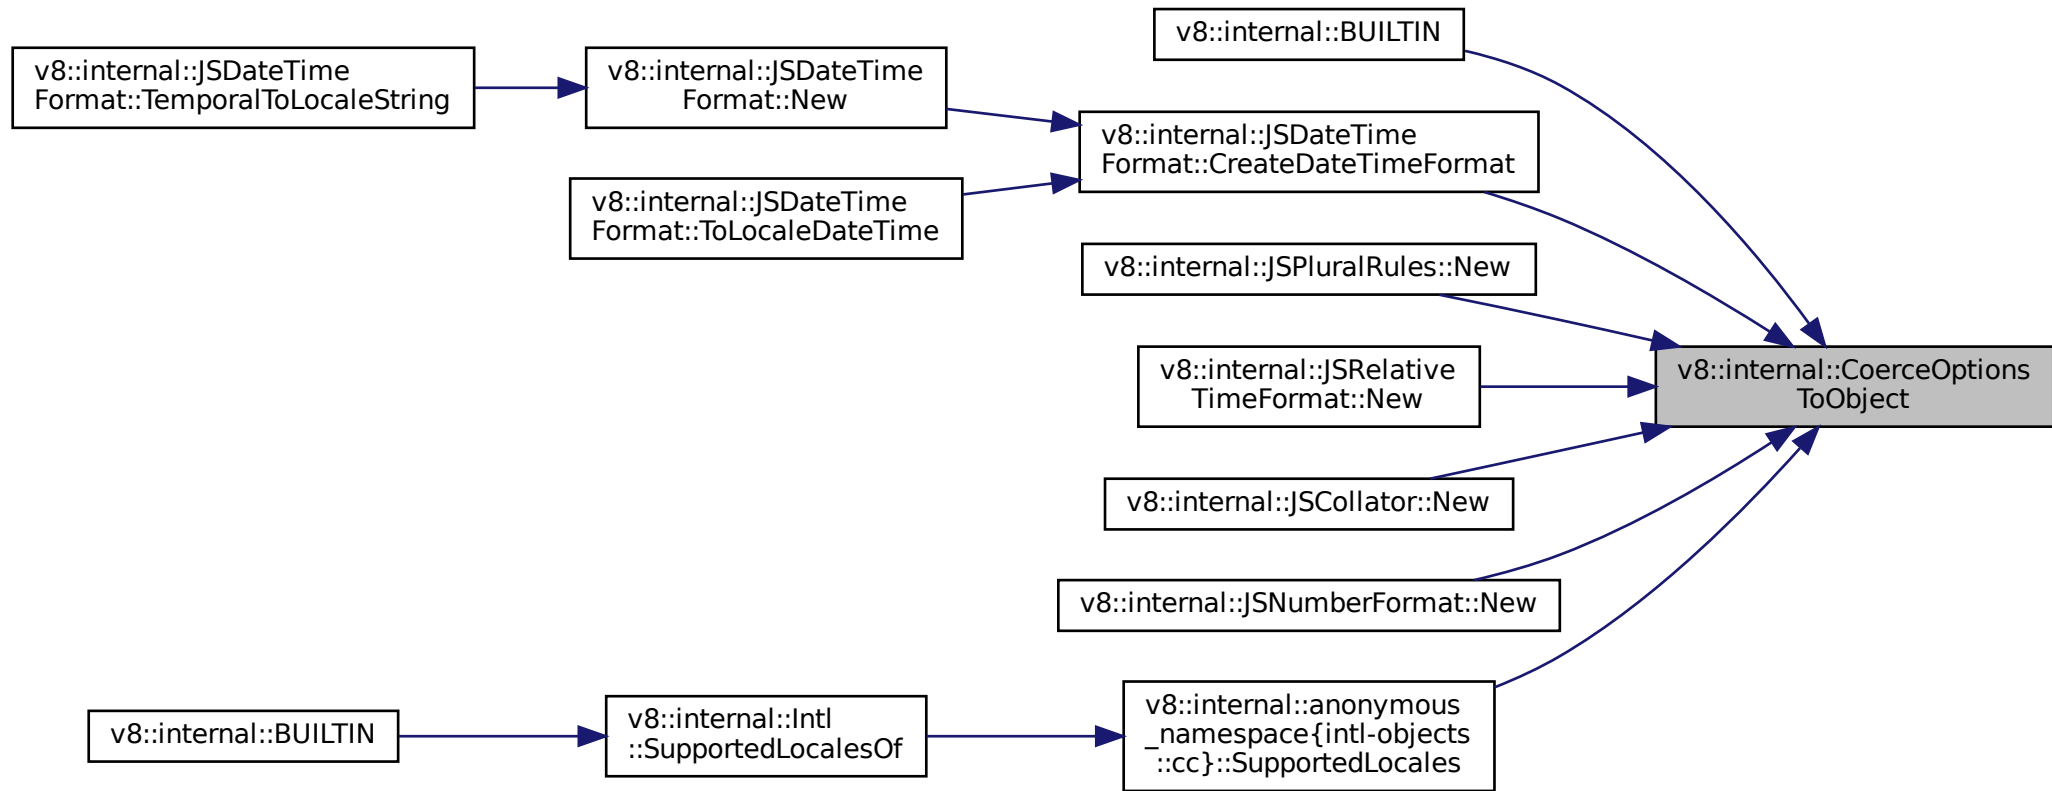 v8::internal::BUILTIN
v8::internal::JSDateTime
Format::TemporalToLocaleString
v8::internal::JSDateTime
Format::New
v8::internal::JSDateTime
Format::CreateDateTimeFormat
v8::internal::JSDateTime
Format::ToLocaleDateTime
v8::internal::JSPluralRules::New
v8::internal::JSRelative
TimeFormat::New
v8::internal::CoerceOptions
ToObject
v8::internal::JSCollator::New
v8::internal::JSNumberFormat::New
v8::internal::BUILTIN
v8::internal::Intl
::SupportedLocalesOf
v8::internal::anonymous
_namespace{intl-objects
::cc}::SupportedLocales